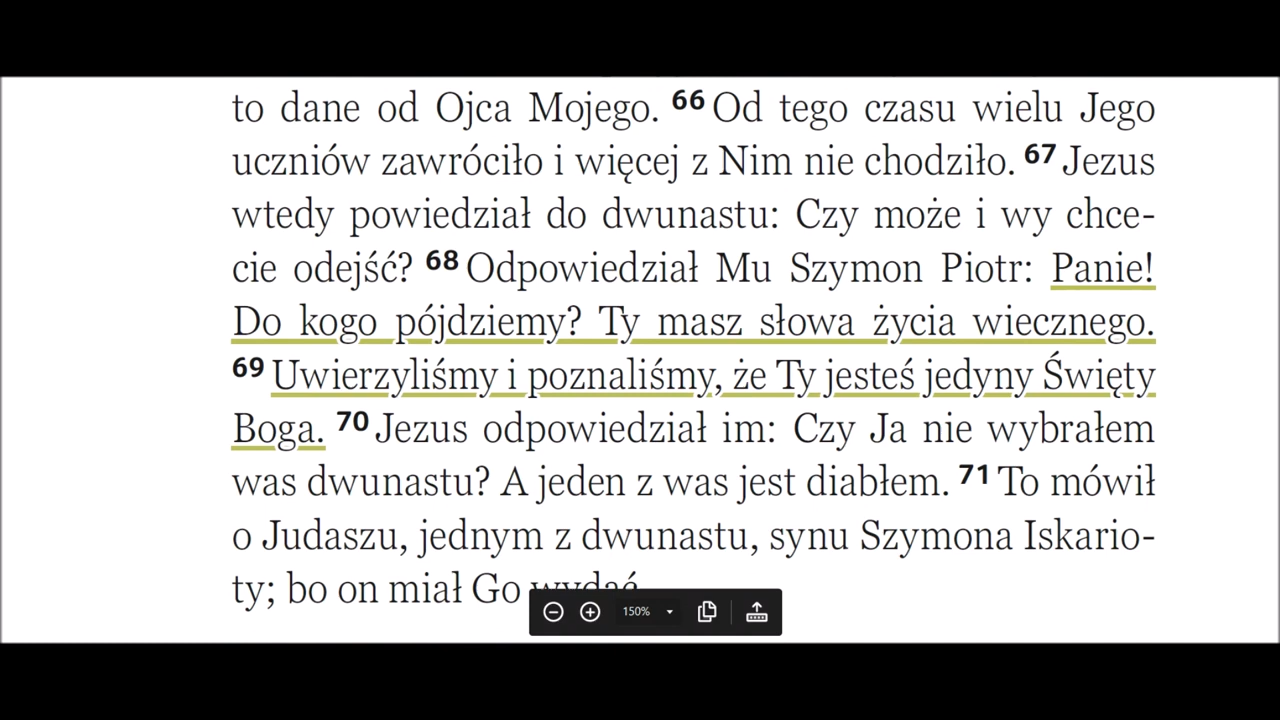 to dane od Ojca Mojego. 66 Od tego czasu wielu Jego
uczniów zawróciło i więcej z Nim nie chodziło. 67 Jezus
wtedy powiedział do dwunastu: Czy może i wy chce-
cie odejść? 68 Odpowiedział Mu Szymon Piotr: Panie!
Do kogo pójdziemy? Ty masz słowa życia wiecznego.
69 Uwierzyliśmy i poznaliśmy, że Ty jesteś jedyny Święty
Boga. 70 Jezus odpowiedział im: Czy Ja nie wybrałem
was dwunastu? A jeden z was jest diabłem. 71 To mówił
o Judaszu, jednym z dwunastu, synu Szymona Iskario-
ty; bo on miał Go wydać
150%